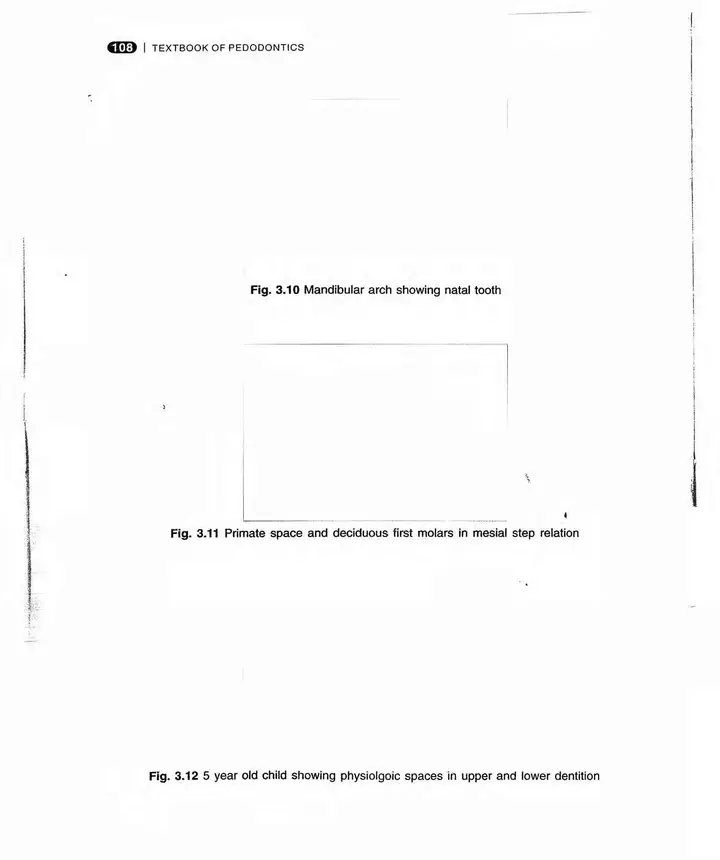 108 | TEXTBOOK OF PEDODONTICS
Fig. 3.10 Mandibular arch showing natal tooth
Fig. 3.11 Primate space and deciduous first molars in mesial step relation
Fig. 3.12 5 year old child showing physiolgoic spaces in upper and lower dentition